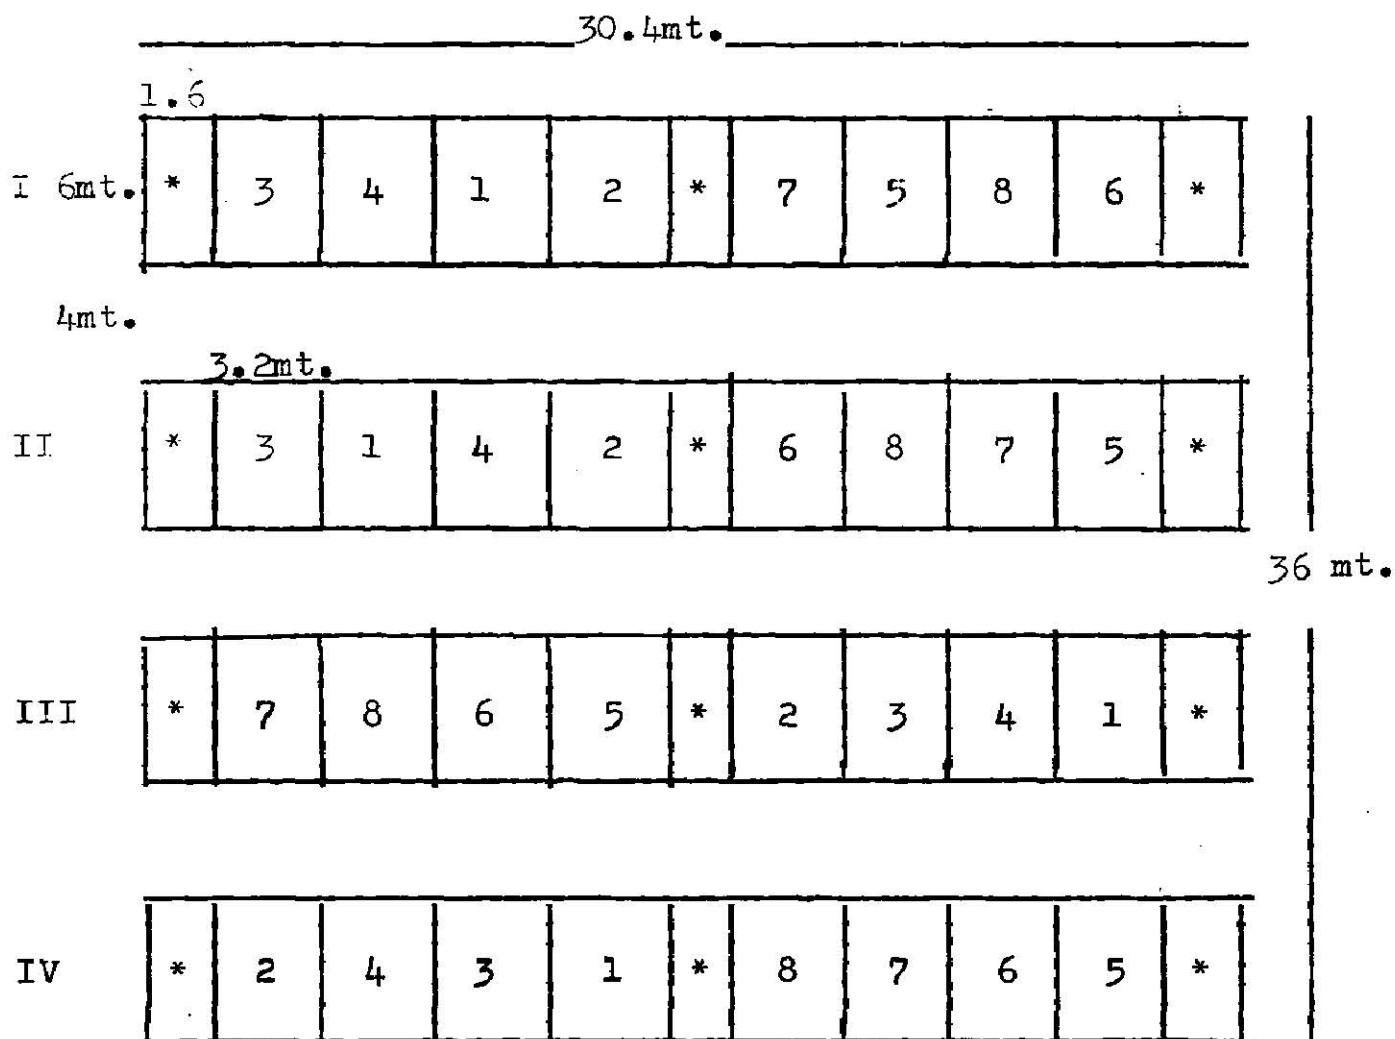 30.4mt.
1.6
I 6mt. * 3 4 1 2 * 7 5 8 6 *
4mt.
3.2mt.
II * 3 1 4 2 * 6 8 7 5 *
36 mt.
III * 7 8 6 5 * 2 3 4 1 *
IV * 2 4 3 1 * 8 7 6 5 *